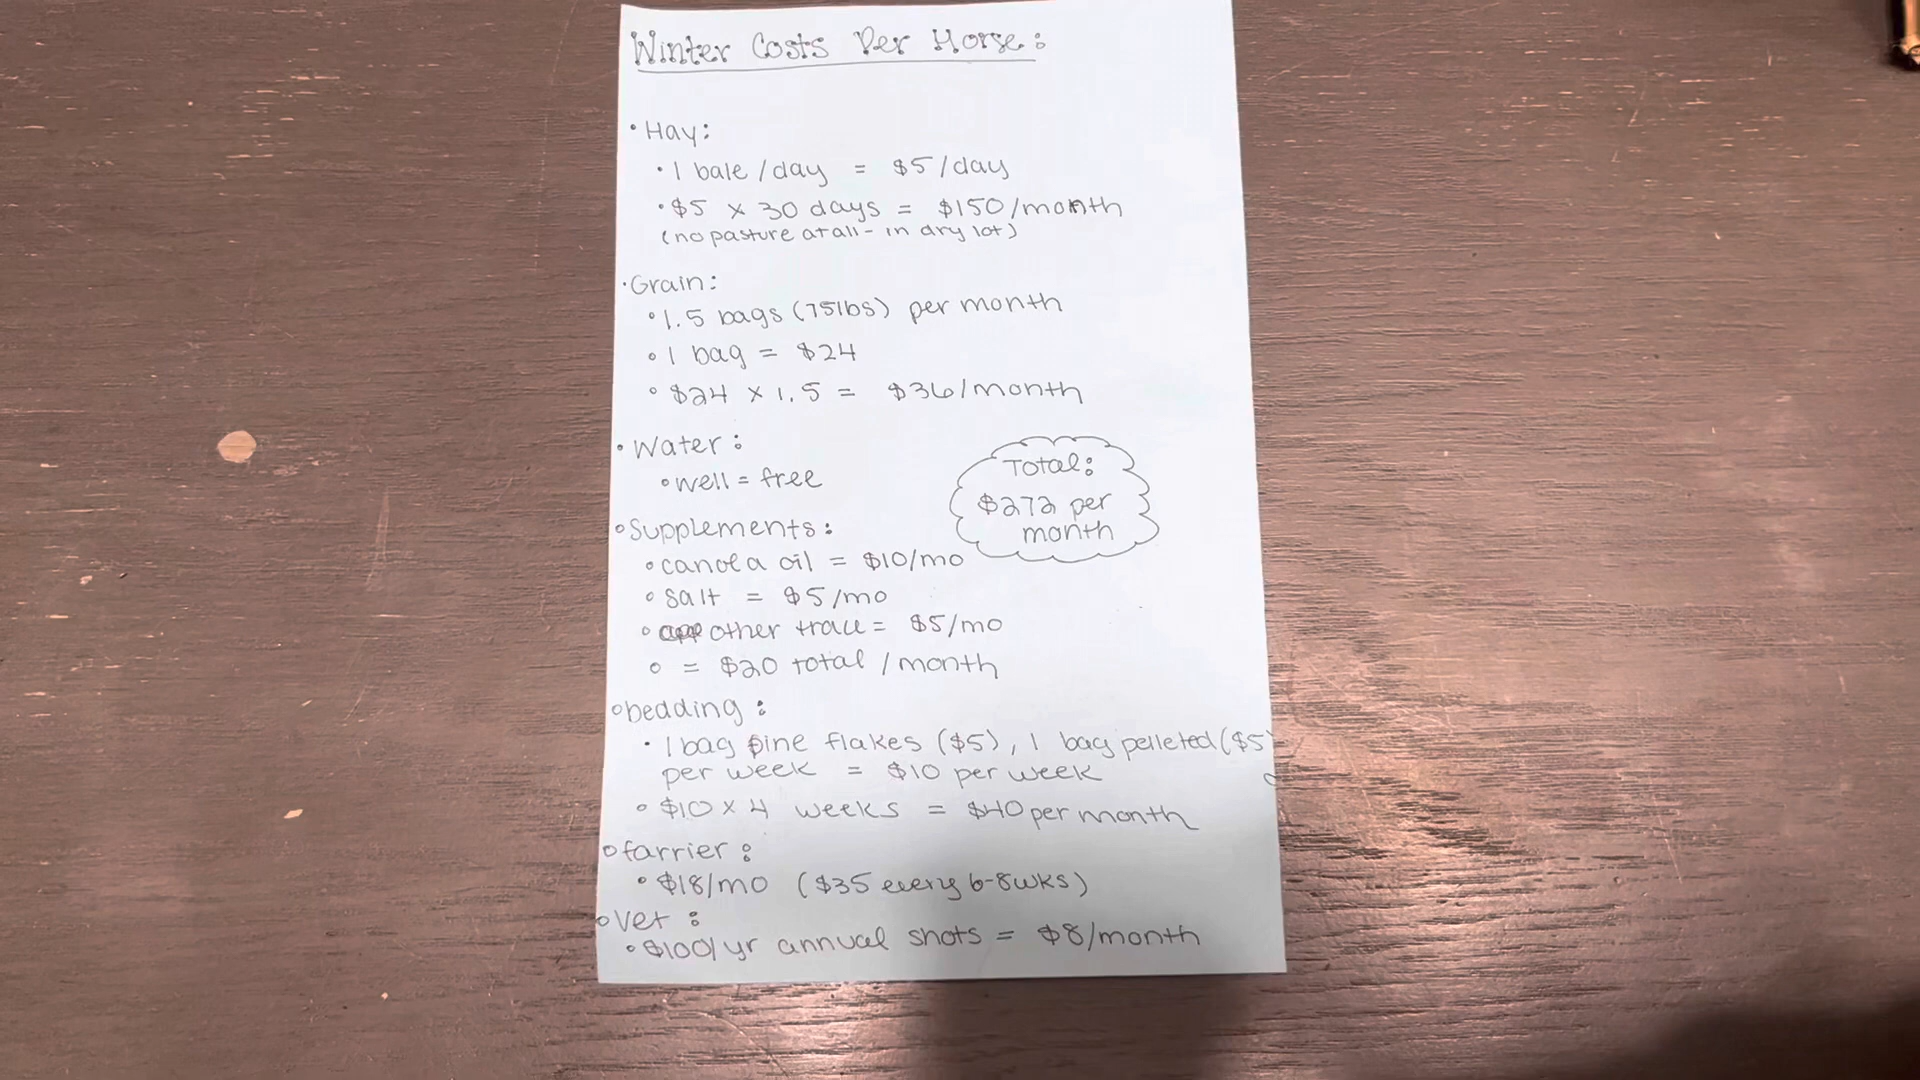 Winter Costs Per Horse:
• Hay:
• 1 bale / day = $5/day
• $5 x 30 days = $150/month
(no pasture at all - in dry lot)
• Grain:
• 1.5 bags (75lbs) per month
• 1 bag = $24
• $24 x 1.5 = $36/month
• Water:
• well = free
Total:
$272 per
month
• Supplements:
• canola oil = $10/mo
• salt = $5/mo
• other trace = $5/mo
• = $20 total / month
• bedding:
• 1 bag pine flakes ($5), 1 bag pelleted ($5)
per week = $10 per week
• $10 x 4 weeks = $40 per month
• farrier:
• $18/mo ($35 every 6-8wks)
• Vet:
• $100/yr annual shots = $8/month